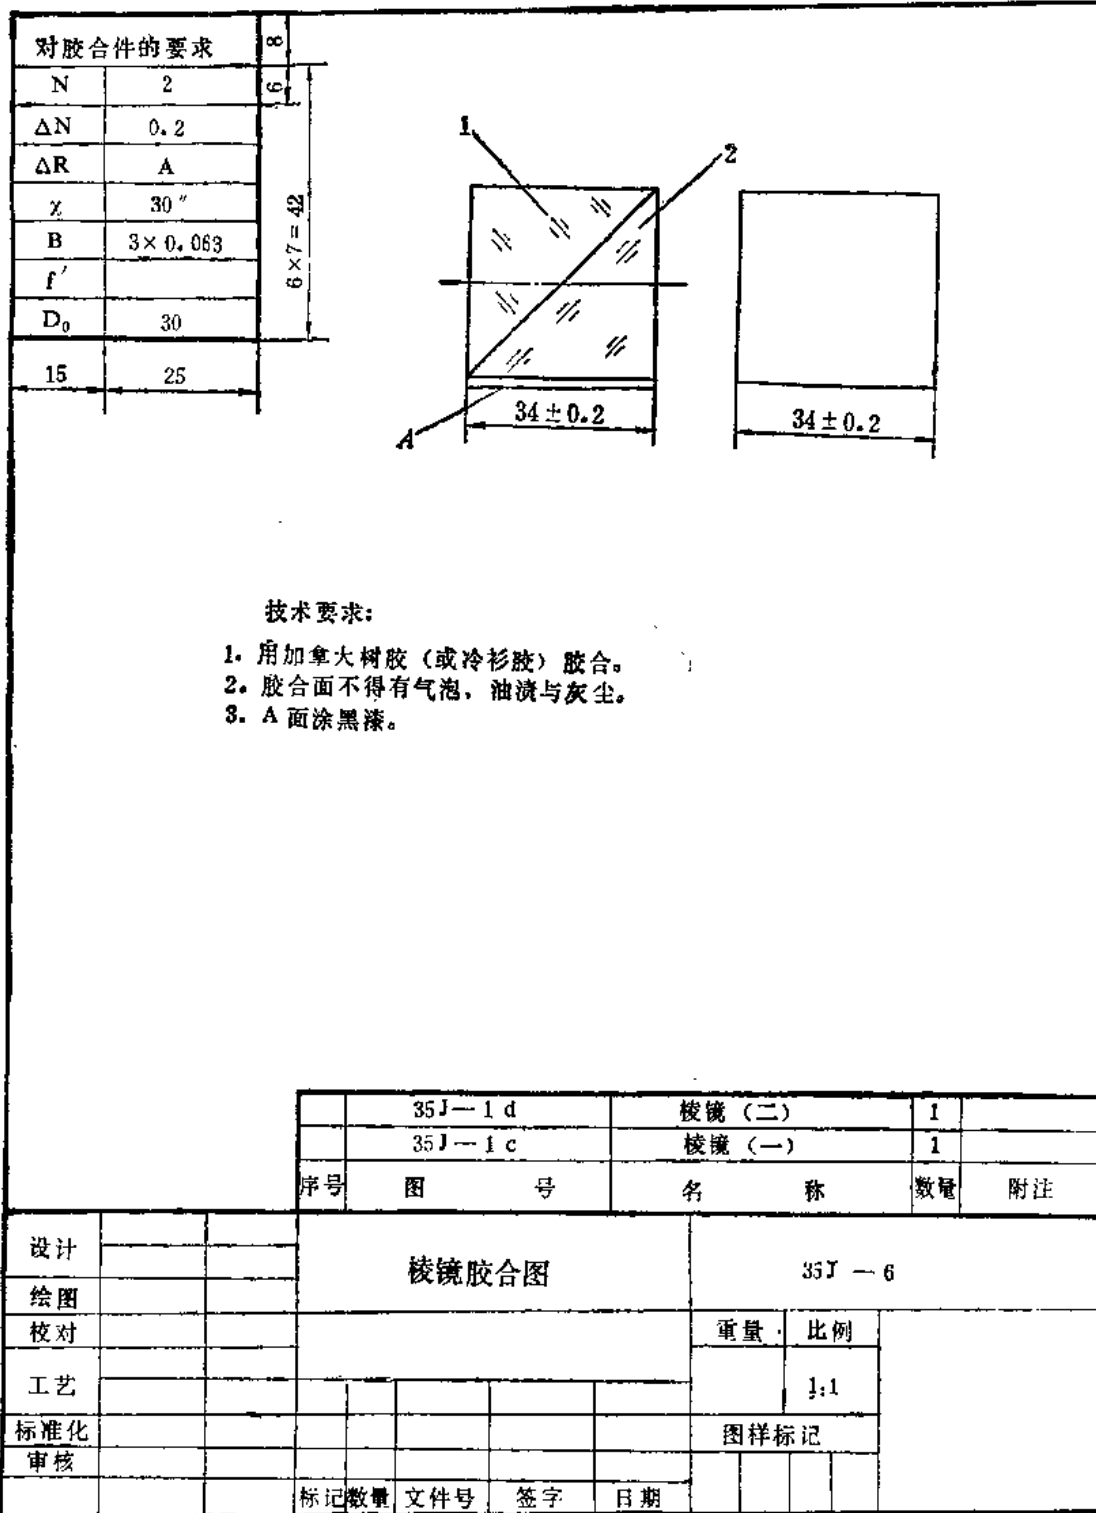 对胶合件的要求
8
N 2
6
ΔN 0.2
ΔR A
χ 30″
B 3×0.063
f′
D₀ 30
6×7=42
15 25
1
2
A
34±0.2
34±0.2
技术要求:
1. 用加拿大树胶（或冷杉胶）胶合。
2. 胶合面不得有气泡、油渍与灰尘。
3. A 面涂黑漆。
35J—1d 棱镜（二） 1
35J—1c 棱镜（一） 1
序号 图 号 名 称 数量 附注
设计
棱镜胶合图
35J—6
绘图
校对
重量 比例
工艺
1:1
标准化
图样标记
审核
标记 数量 文件号 签字 日期